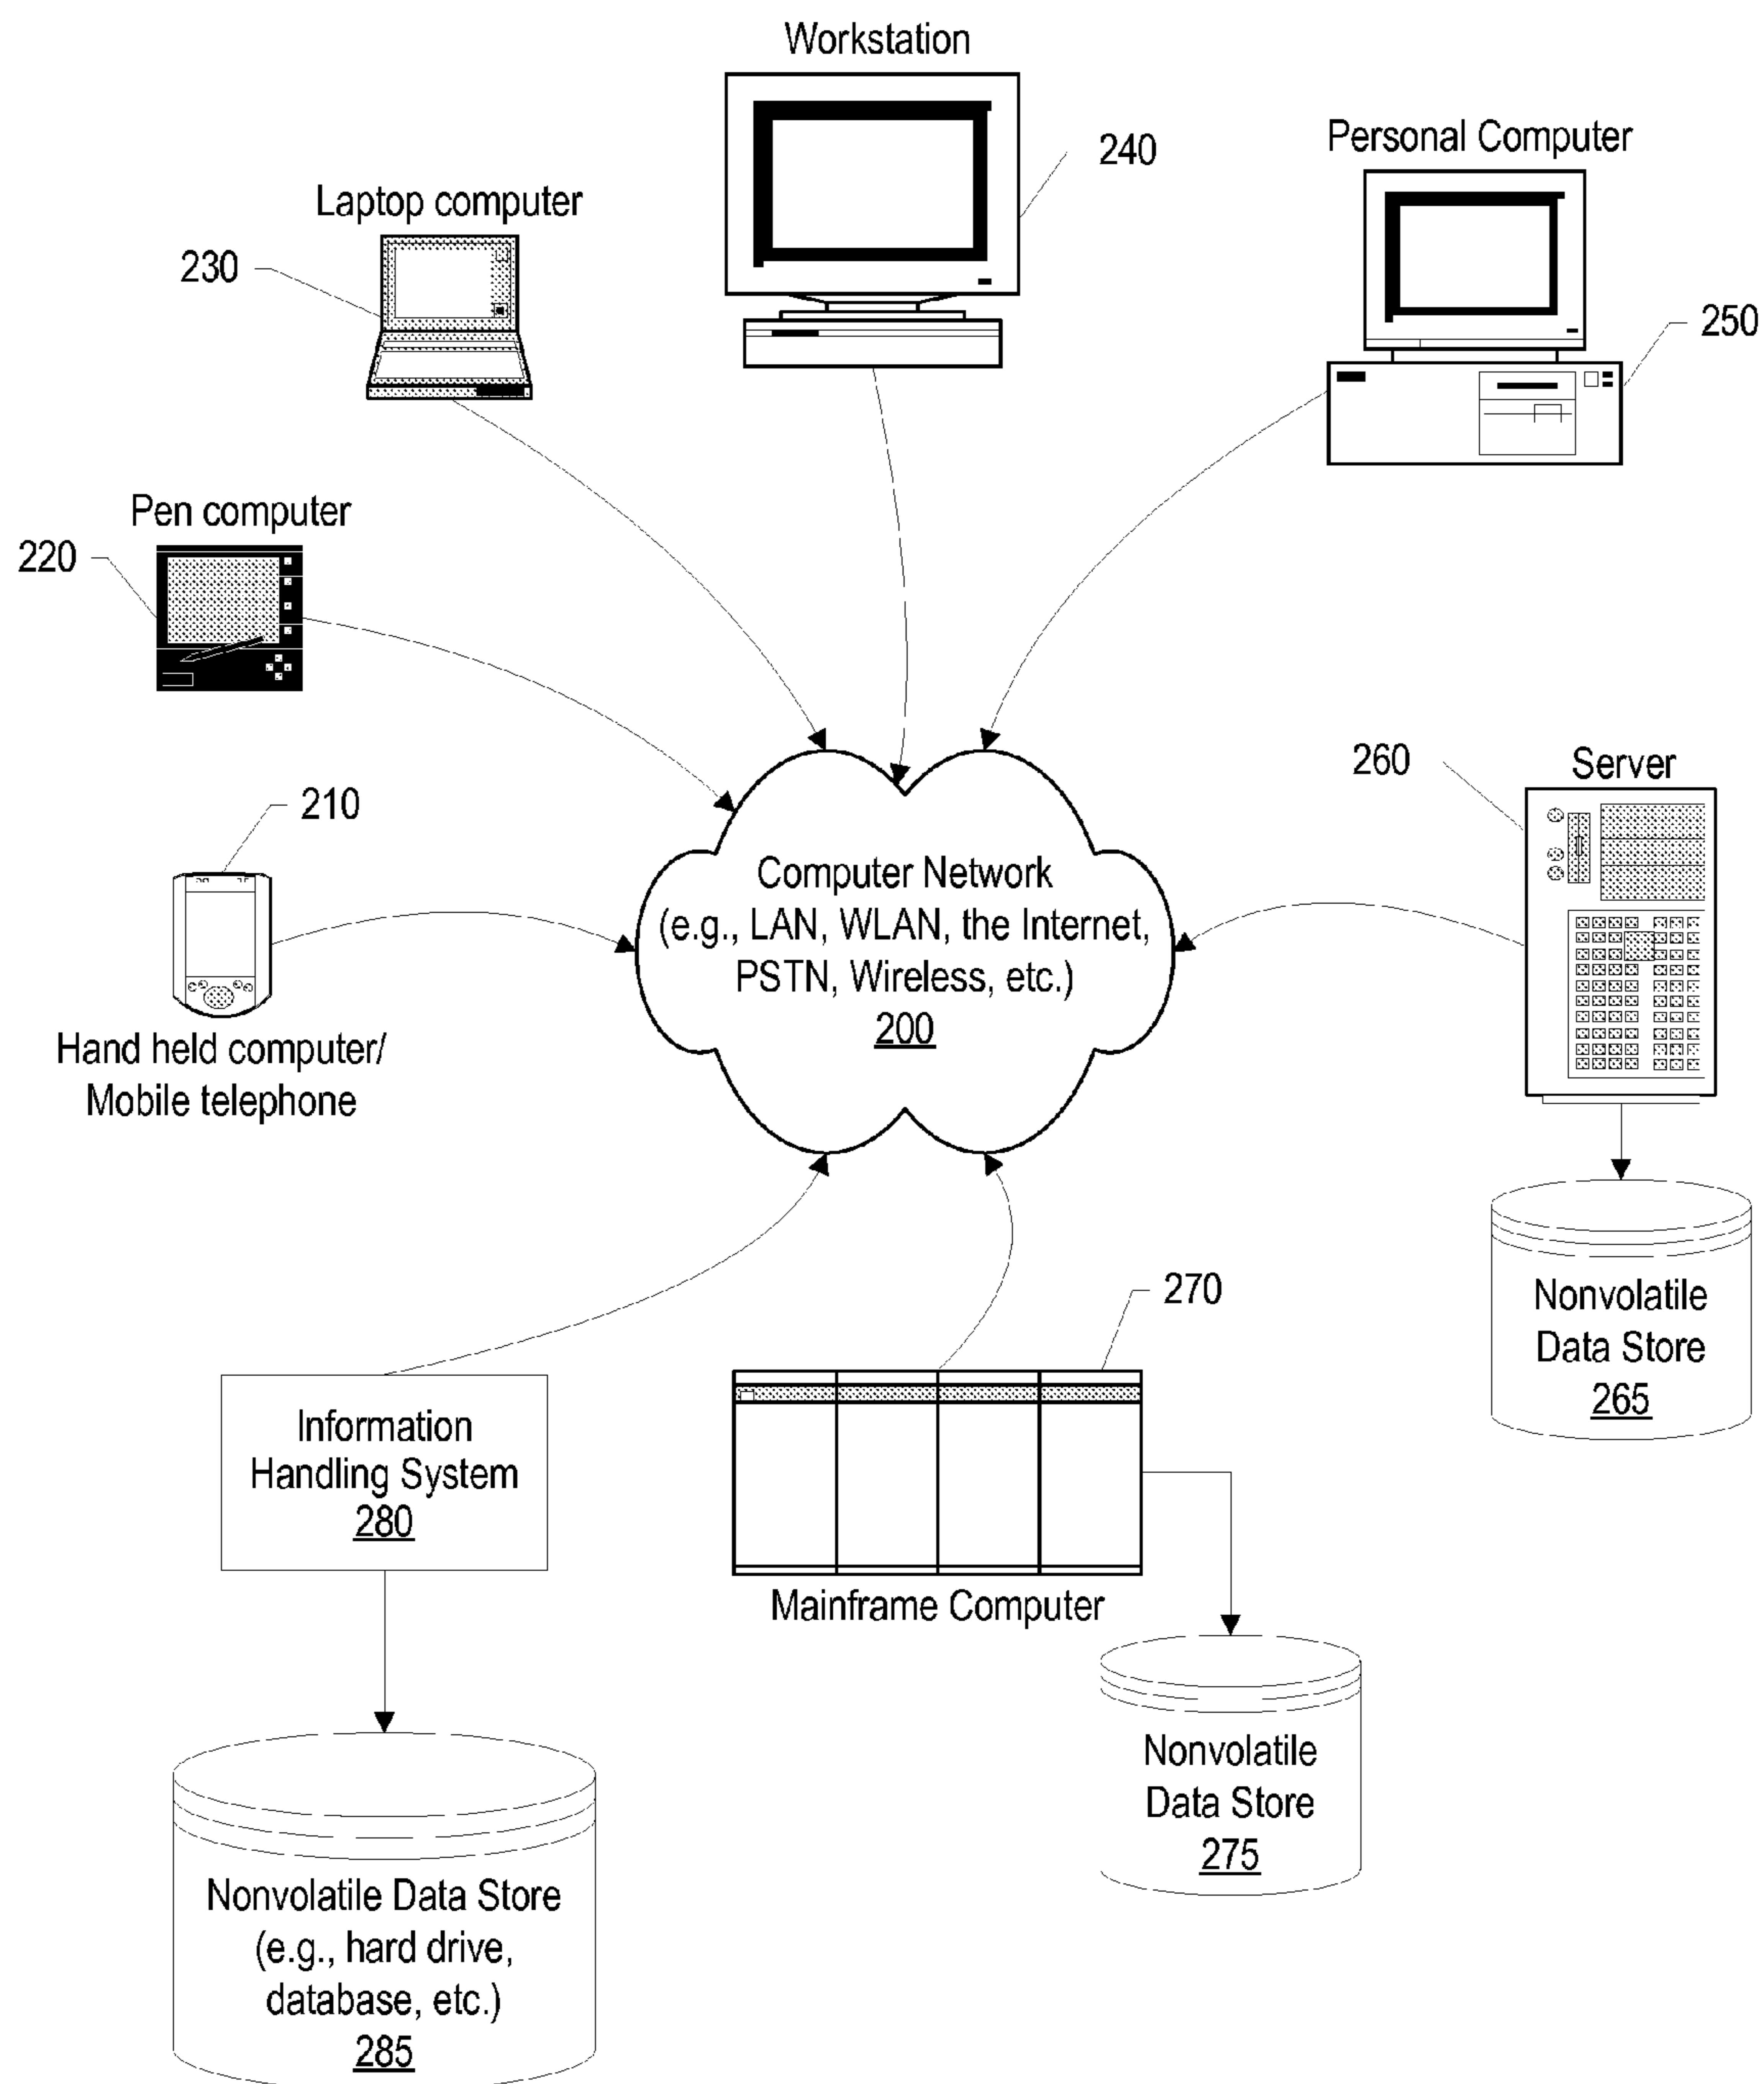 Workstation
240
Personal Computer
250
Laptop computer
230
Pen computer
220
210
Hand held computer/
Mobile telephone
Computer Network
(e.g., LAN, WLAN, the Internet,
PSTN, Wireless, etc.)
200
260
Server
Nonvolatile
Data Store
265
270
Mainframe Computer
Nonvolatile
Data Store
275
Information
Handling System
280
Nonvolatile Data Store
(e.g., hard drive,
database, etc.)
285